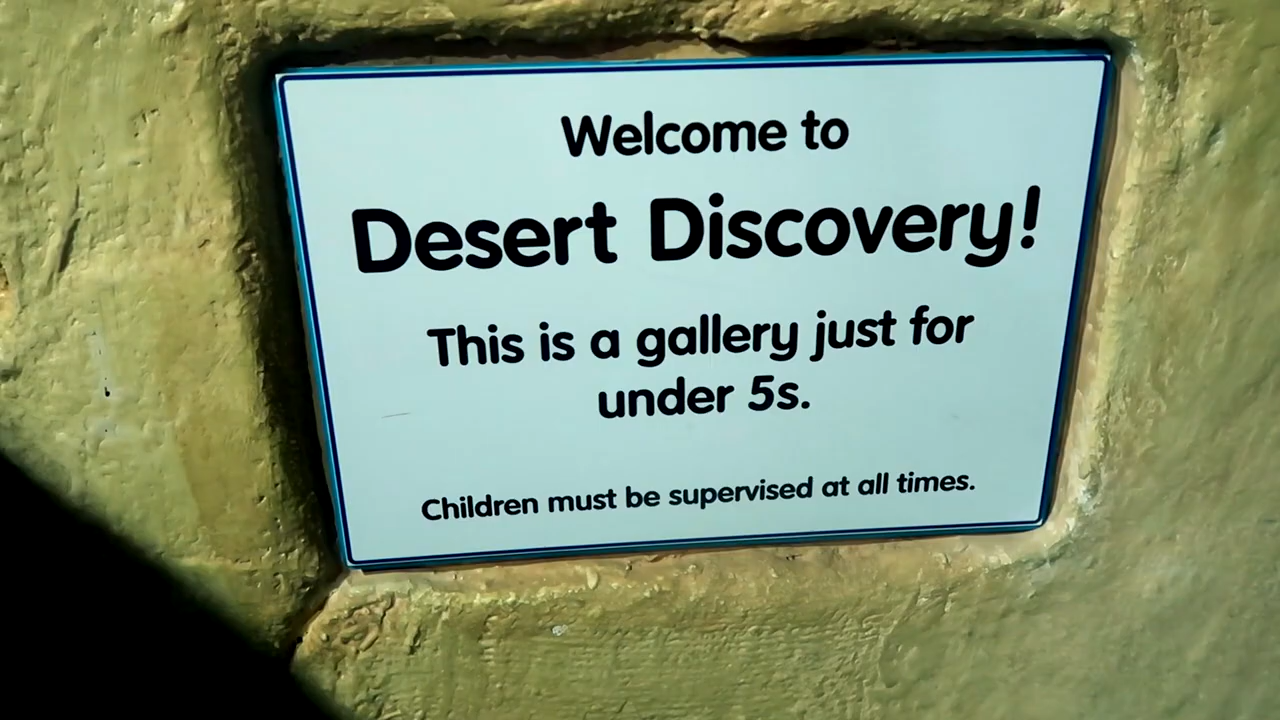 Welcome to
Desert Discovery!
This is a gallery just for
under 5s.
Children must be supervised at all times.